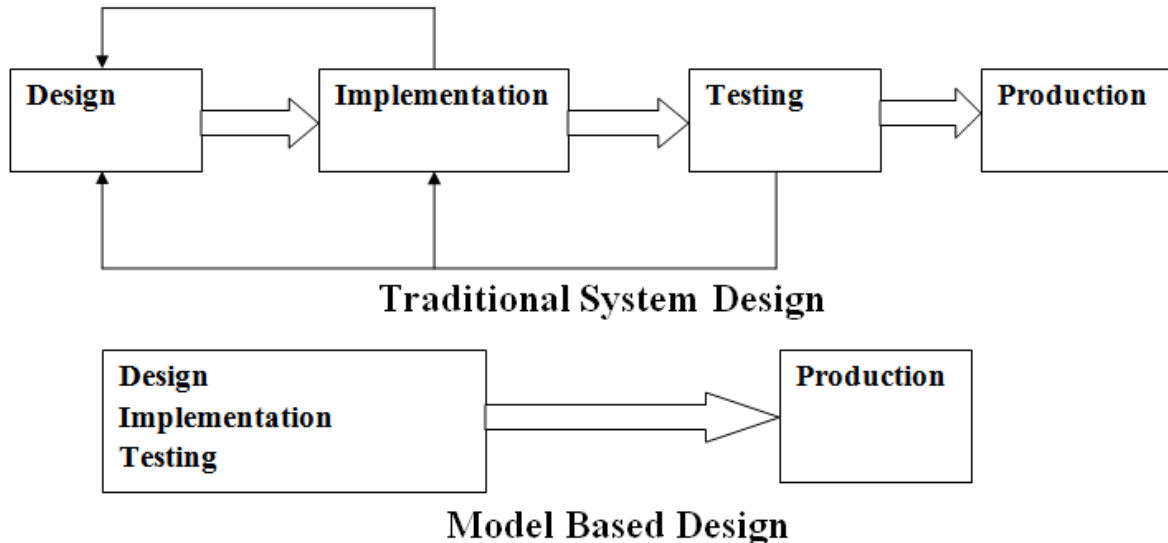 Design
Implementation
Testing
Production
Traditional System Design
Design
Implementation
Testing
Production
Model Based Design